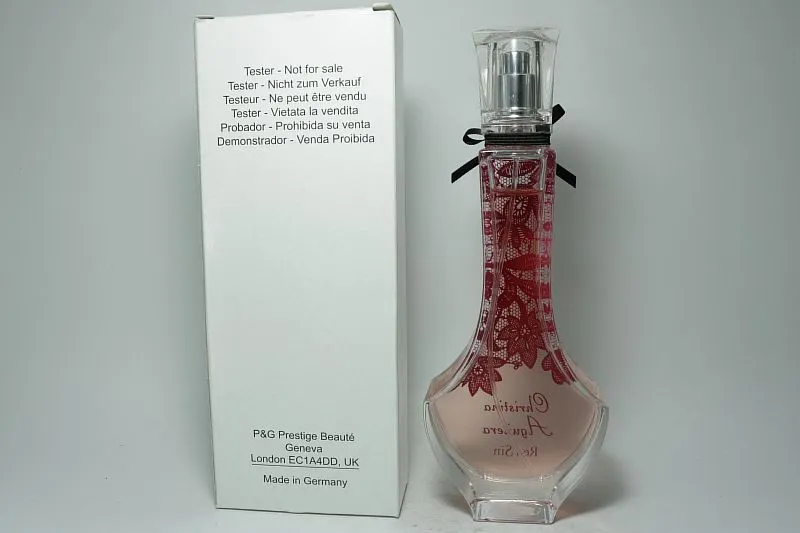 Tester - Not for sale
Tester - Nicht zum Verkauf
Testeur - Ne peut être vendu
Tester - Vietata la vendita
Probador - Prohibida su venta
Demonstrador - Venda Proibida
P&G Prestige Beauté
Geneva
London EC1A4DD, UK
Made in Germany
Christina
Aguilera
Red Sin